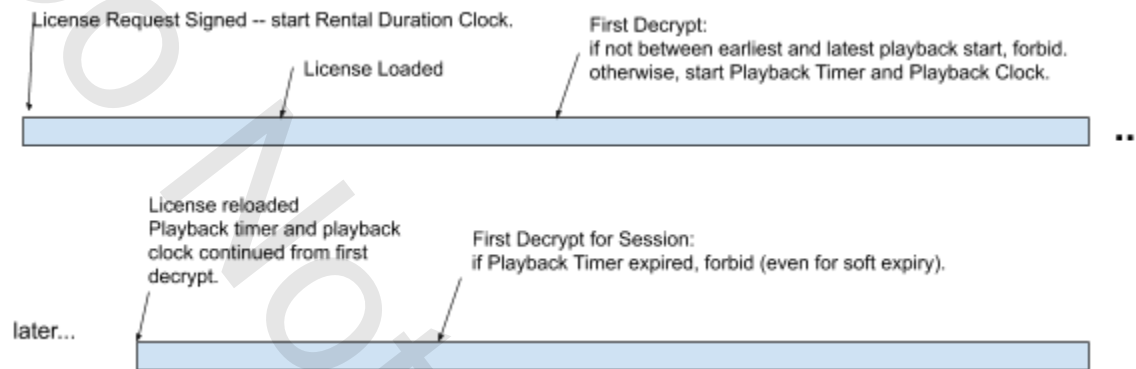 License Request Signed -- start Rental Duration Clock.
First Decrypt:
if not between earliest and latest playback start, forbid.
otherwise, start Playback Timer and Playback Clock.
License Loaded
..
License reloaded
Playback timer and playback
clock continued from first
decrypt.
First Decrypt for Session:
if Playback Timer expired, forbid (even for soft expiry).
later...